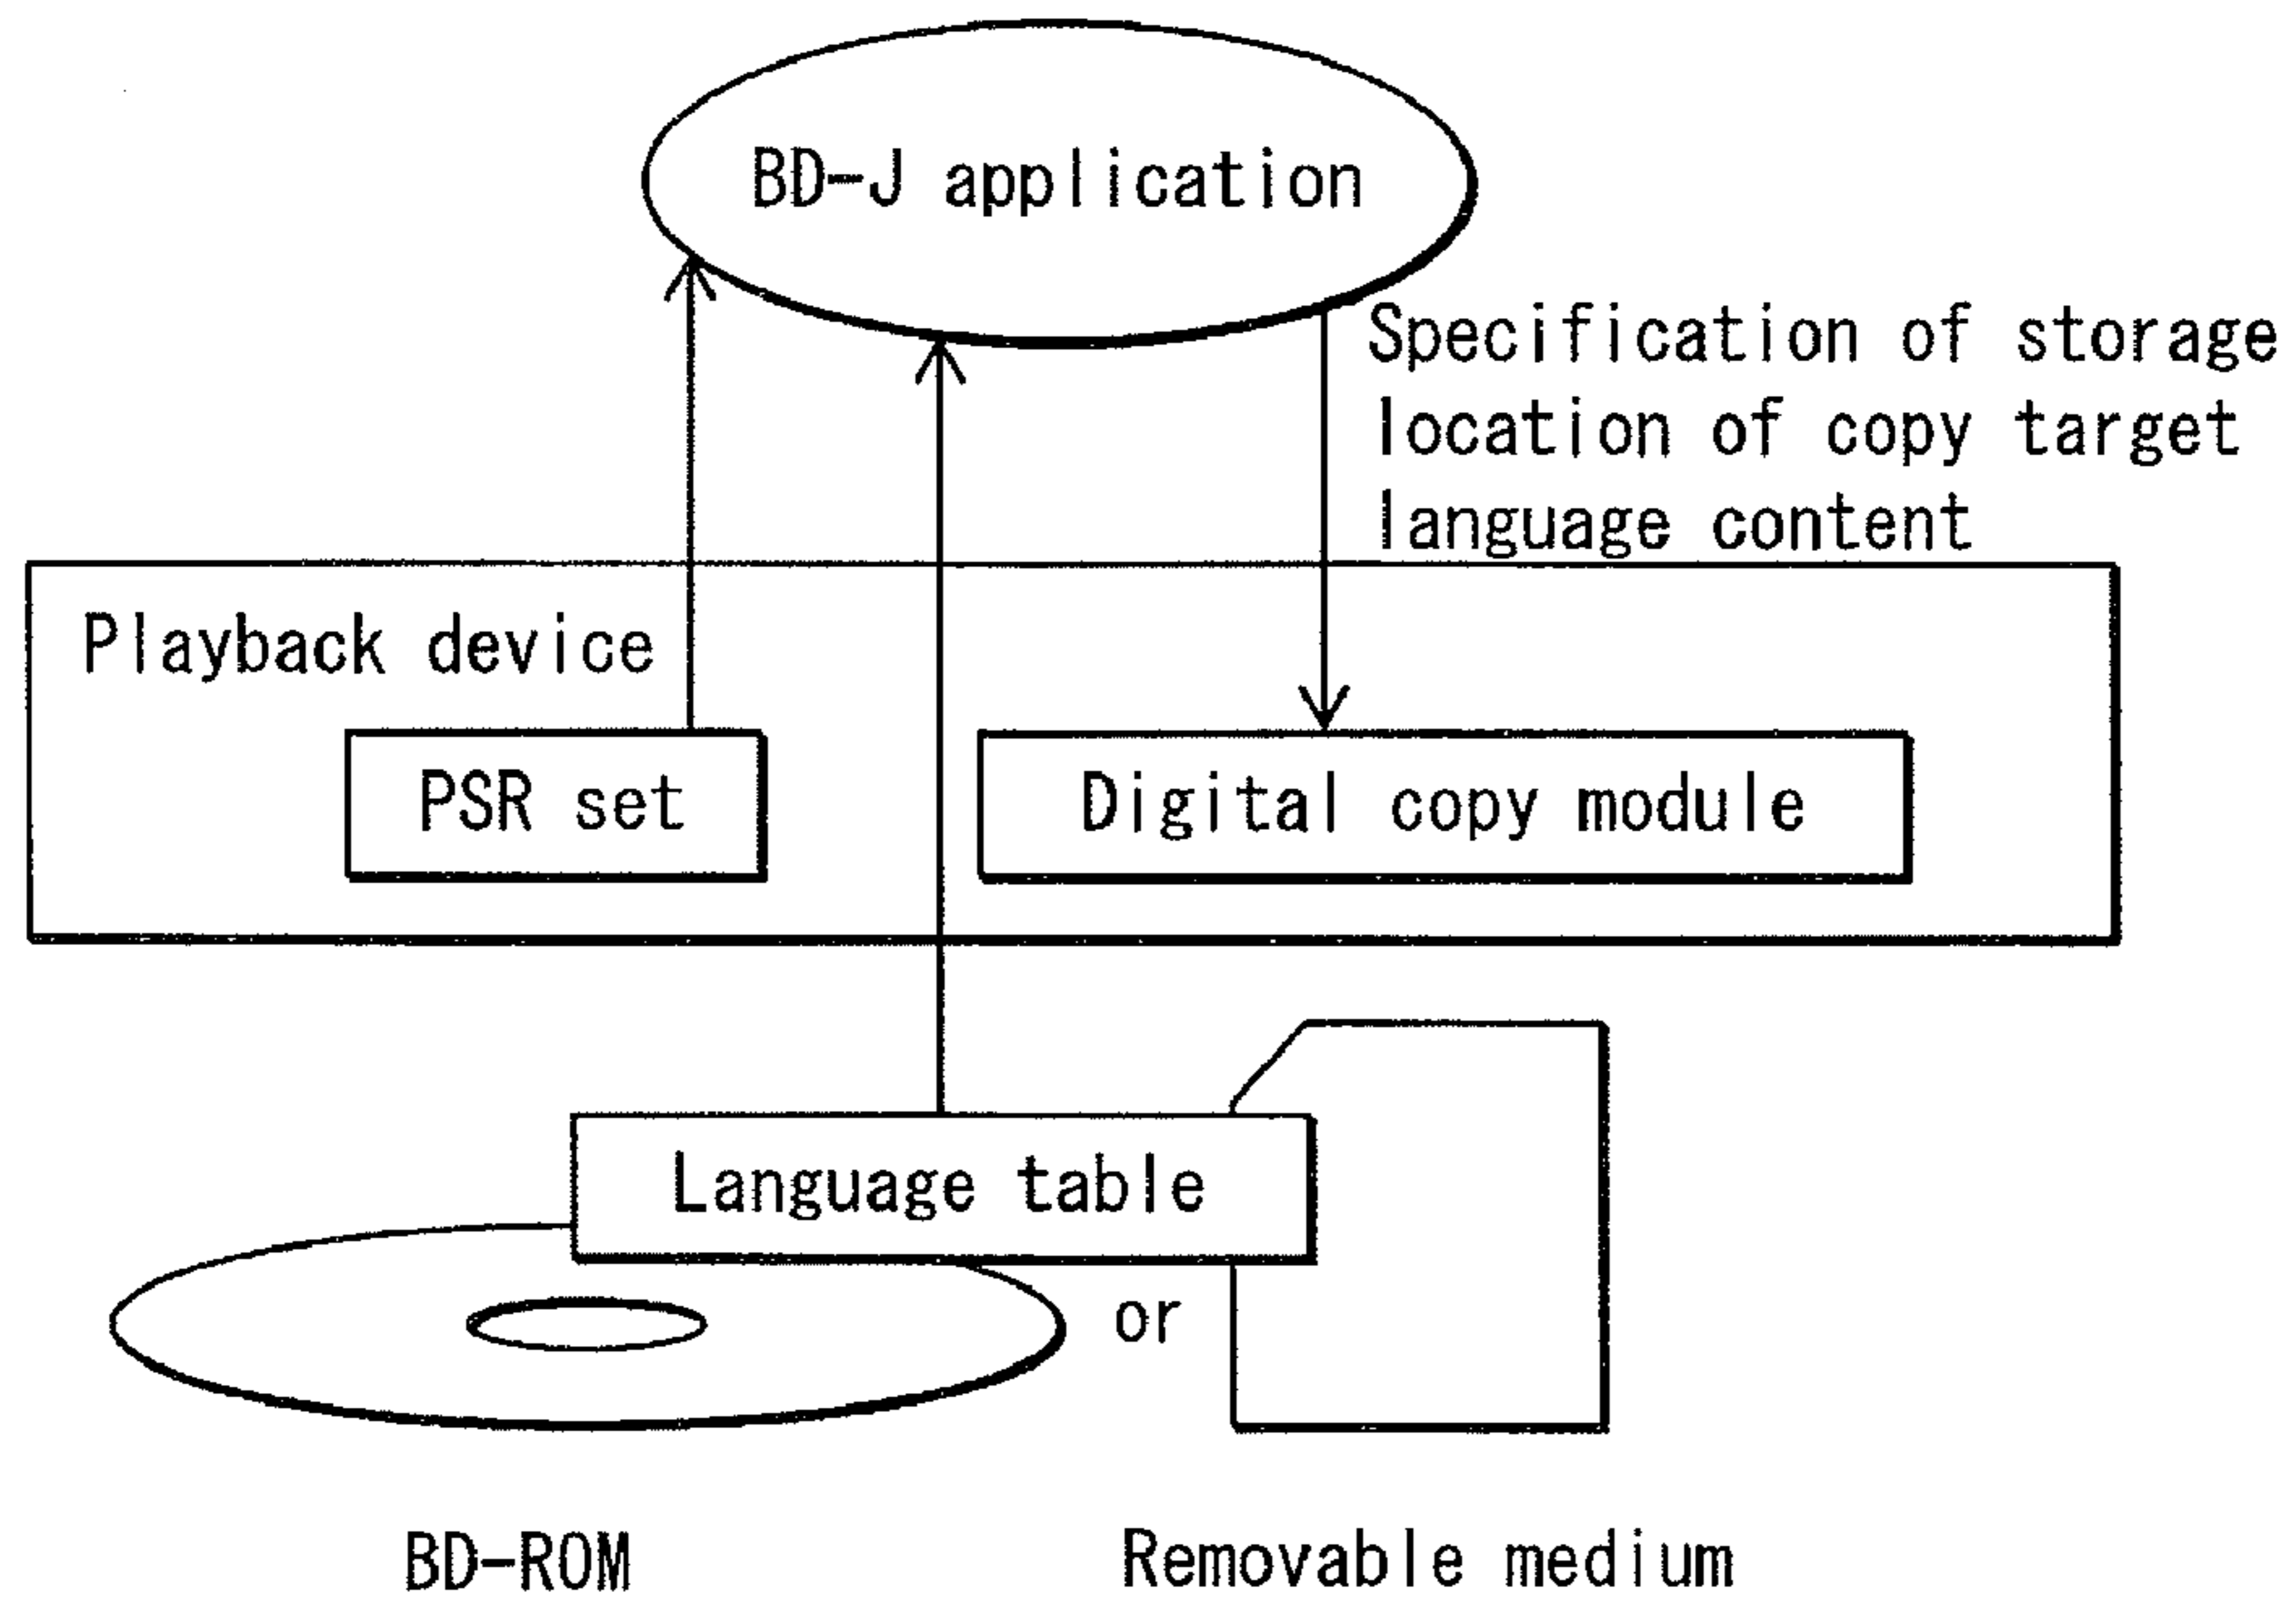 BD-J application
Specification of storage
location of copy target
language content
Playback device
PSR set
Digital copy module
Language table
or
BD-ROM
Removable medium